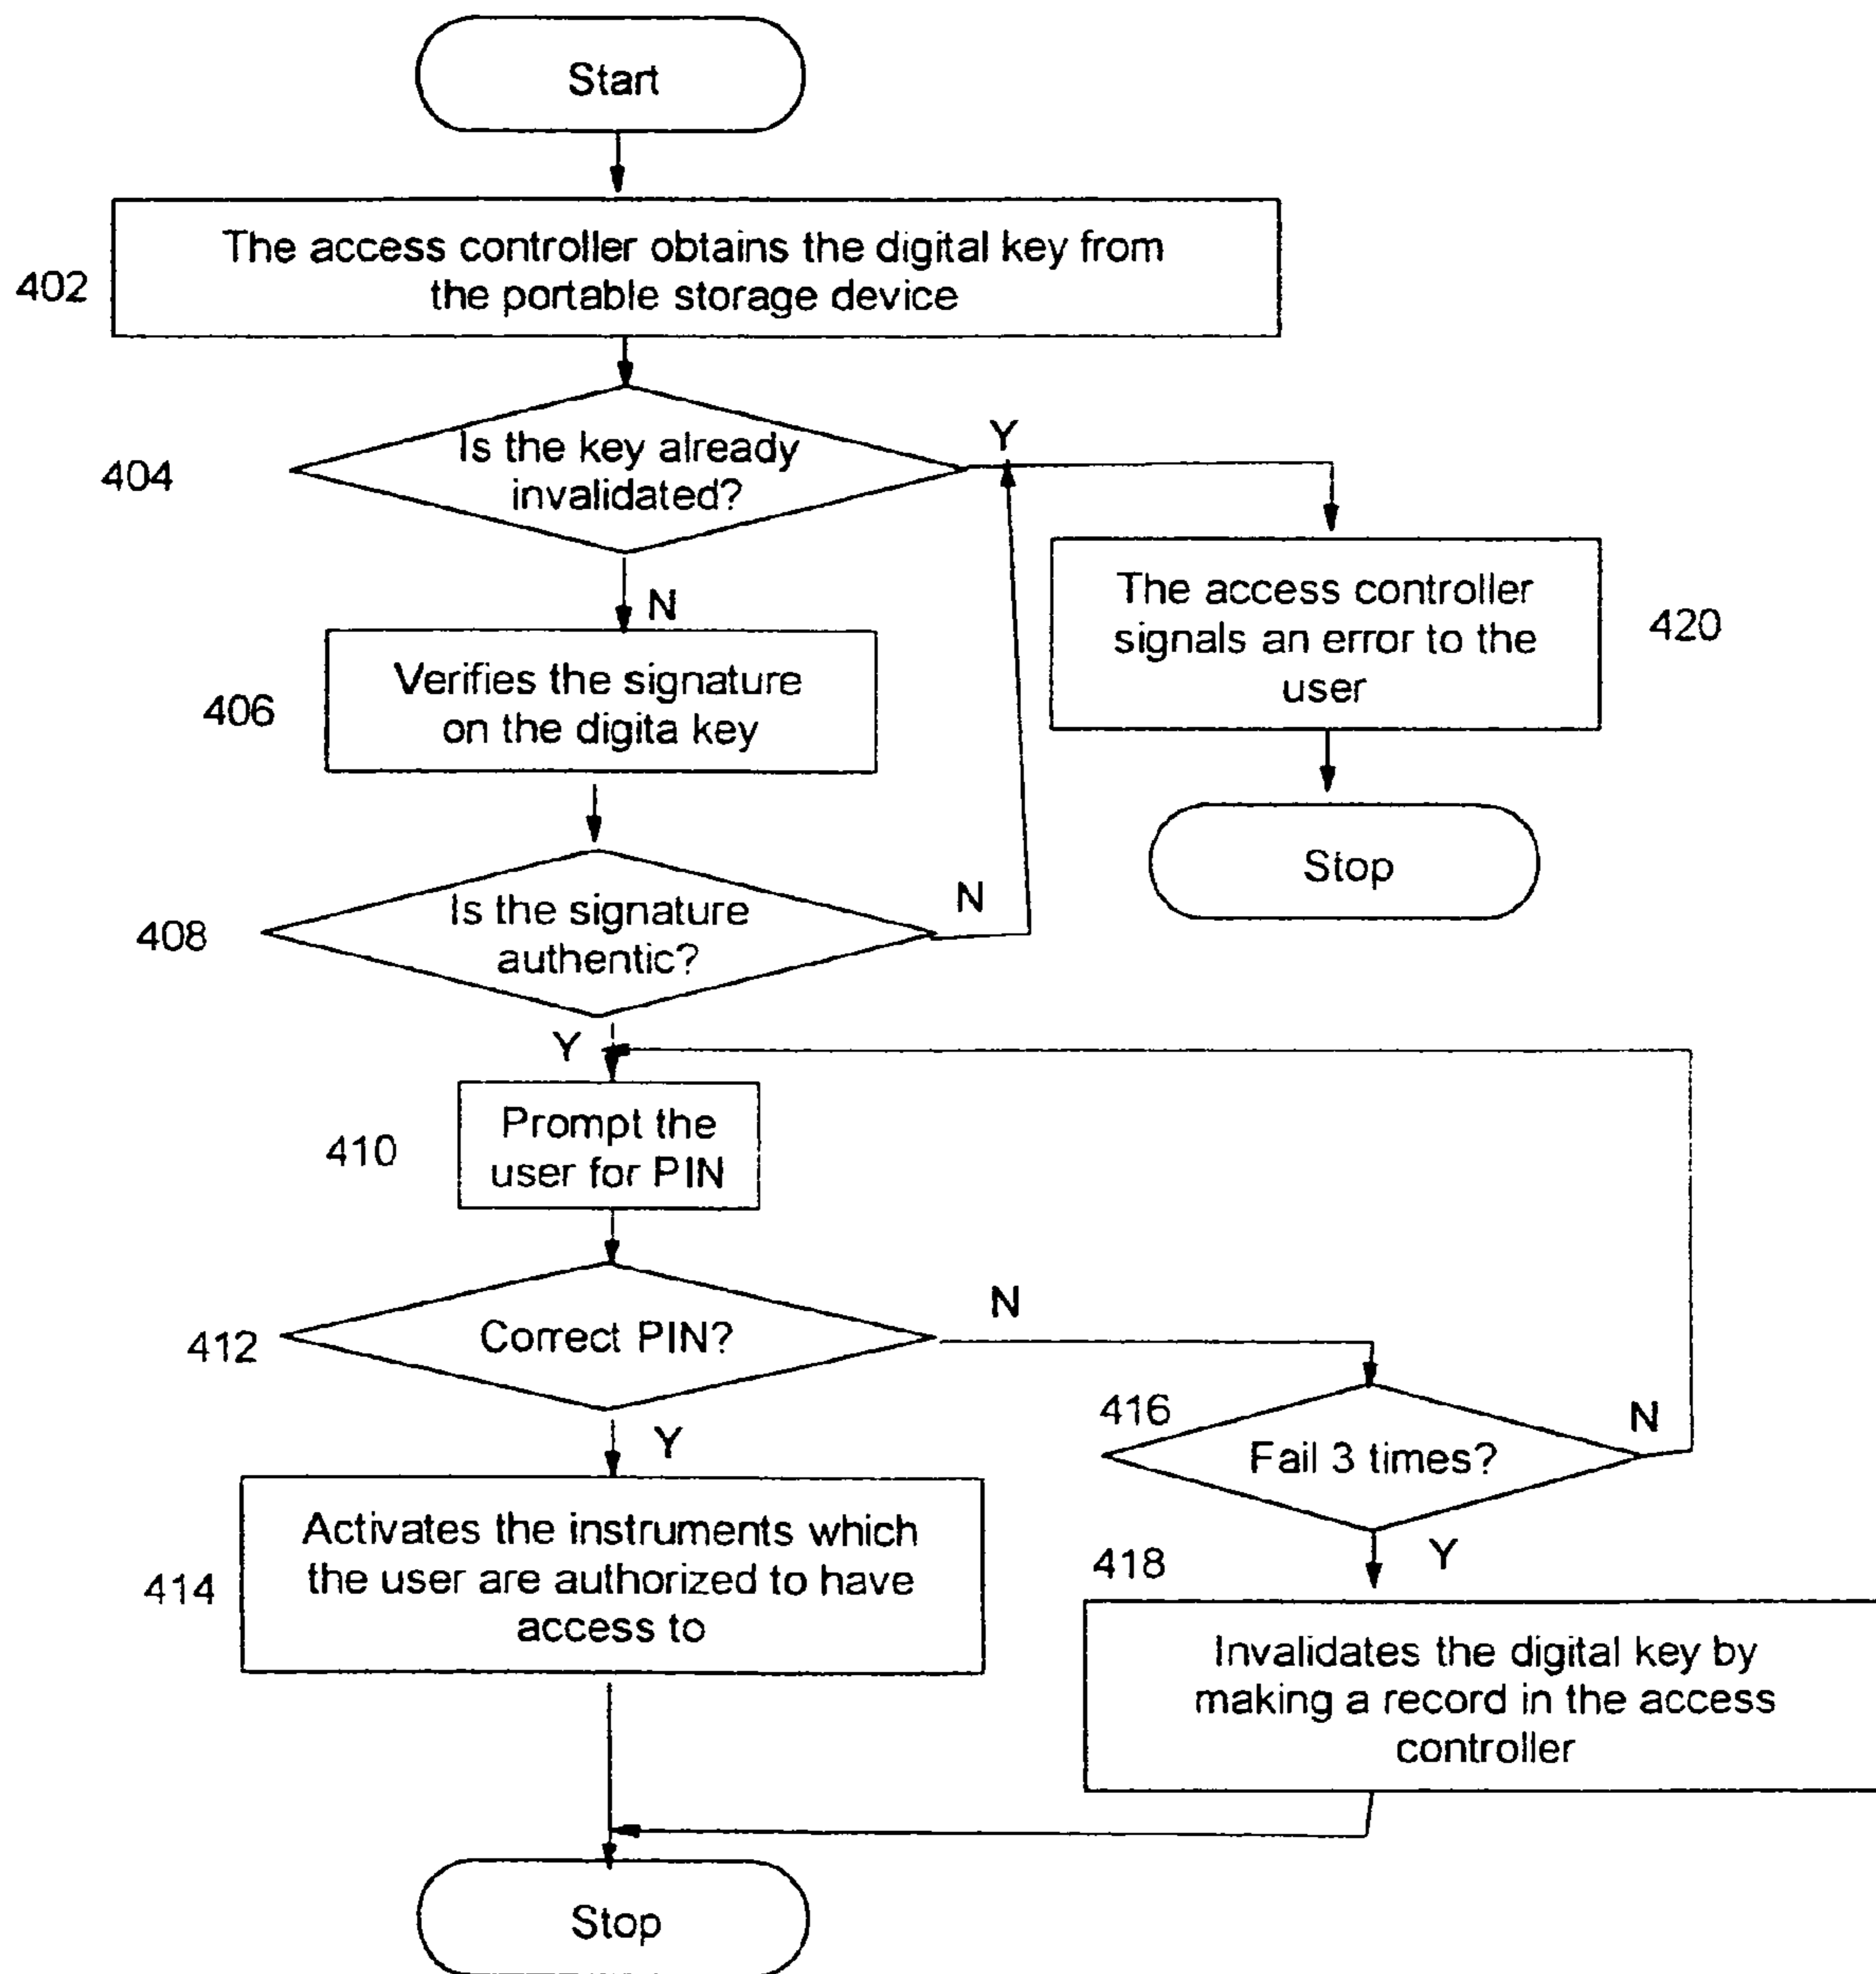 Start
402
The access controller obtains the digital key from
the portable storage device
404
Is the key already
invalidated?
Y
N
420
The access controller
signals an error to the
user
Stop
406
Verifies the signature
on the digita key
408
Is the signature
authentic?
N
Y
410
Prompt the
user for PIN
412
Correct PIN?
N
Y
416
Fail 3 times?
N
Y
414
Activates the instruments which
the user are authorized to have
access to
418
Invalidates the digital key by
making a record in the access
controller
Stop